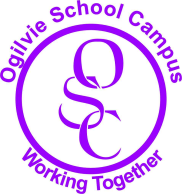 Ogilvie School Campus
OSC
Working Together